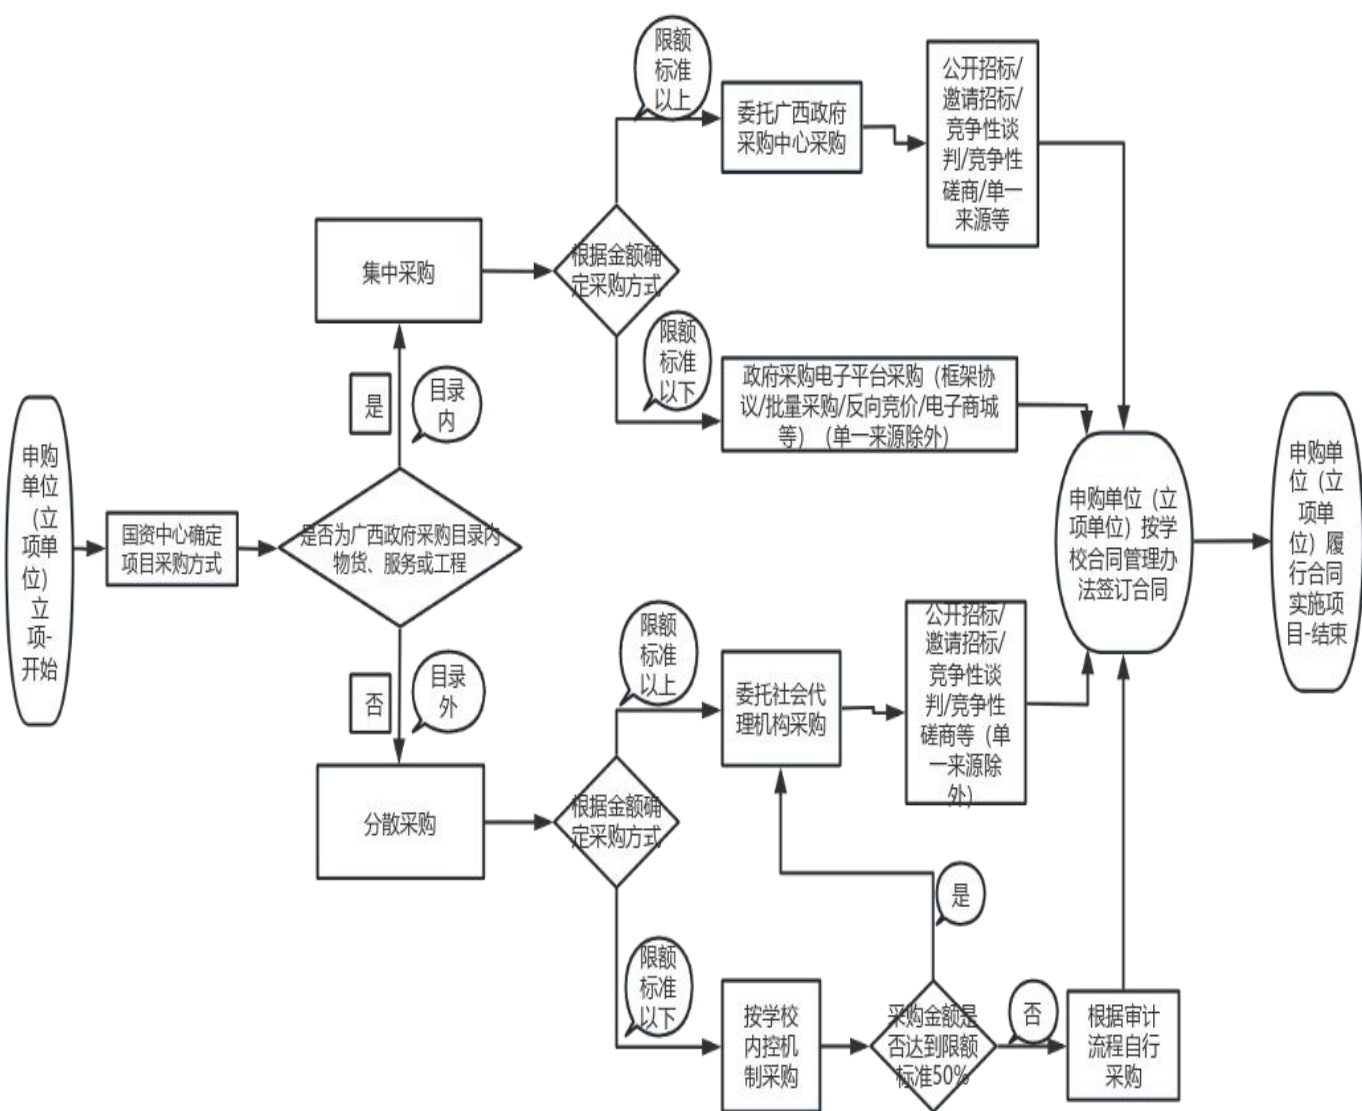 申购
单位
（立
项单
位）
立
项-
开始
国资中心确定
项目采购方式
是否为广西政府采购目录内
物货、服务或工程
是
目录
内
集中采购
根据金额确
定采购方式
限额
标准
以上
委托广西政府
采购中心采购
公开招标/
邀请招标/
竞争性谈
判/竞争性
磋商/单一
来源等
限额
标准
以下
政府采购电子平台采购（框架协
议/批量采购/反向竞价/电子商城
等）（单一来源除外）
否
目录
外
分散采购
根据金额确
定采购方式
限额
标准
以上
委托社会代
理机构采购
公开招标/
邀请招标/
竞争性谈
判/竞争性
磋商等（单
一来源除
外）
限额
标准
以下
按学校
内控机
制采购
采购金额是
否达到限额
标准50%
是
否
根据审计
流程自行
采购
申购单位（立
项单位）按学
校合同管理办
法签订合同
申购单
位（立
项单
位）履
行合同
实施项
目-结束